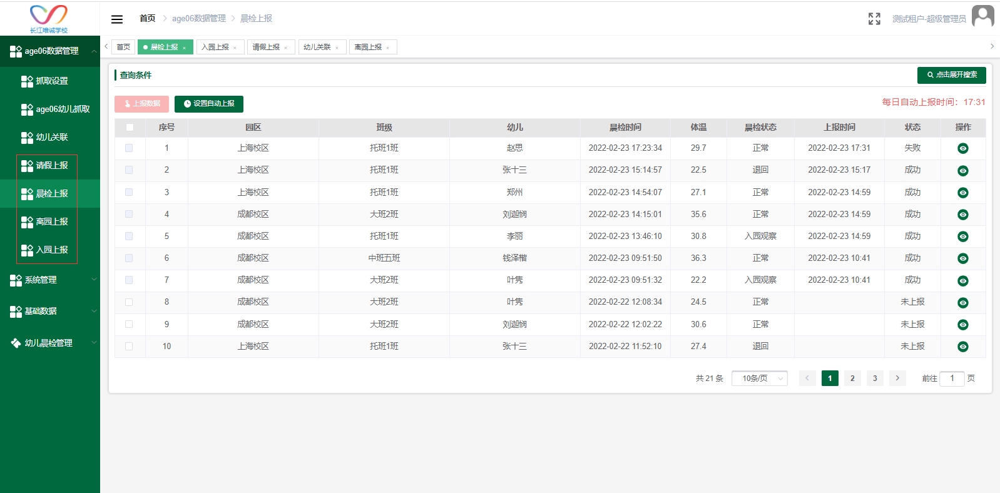 长江唯诚学校
首页 > age06数据管理 > 晨检上报
测试租户-超级管理员
首页 晨检上报 × 入园上报 × 请假上报 × 幼儿关联 × 离园上报 ×
age06数据管理
抓取设置
age06幼儿抓取
幼儿关联
请假上报
晨检上报
离园上报
入园上报
系统管理
基础数据
幼儿晨检管理
查询条件
点击展开搜索
上报数据 设置自动上报
每日自动上报时间：17:31
序号 园区 班级 幼儿 晨检时间 体温 晨检状态 上报时间 状态 操作
1 上海校区 托班1班 赵思 2022-02-23 17:23:34 29.7 正常 2022-02-23 17:31 失败
2 上海校区 托班1班 张十三 2022-02-23 15:14:57 22.5 退回 2022-02-23 15:17 成功
3 上海校区 托班1班 郑州 2022-02-23 14:54:07 27.1 正常 2022-02-23 14:59 成功
4 成都校区 大班2班 刘迦悯 2022-02-23 14:15:01 35.6 正常 2022-02-23 14:59 成功
5 成都校区 托班1班 李丽 2022-02-23 13:46:10 30.8 入园观察 2022-02-23 14:59 成功
6 成都校区 中班五班 钱泽楷 2022-02-23 09:51:50 36.3 正常 2022-02-23 10:41 成功
7 成都校区 大班2班 叶隽 2022-02-23 09:51:32 22.2 入园观察 2022-02-23 10:41 成功
8 成都校区 大班2班 叶隽 2022-02-22 12:08:34 24.5 正常 未上报
9 成都校区 大班2班 刘迦悯 2022-02-22 12:02:22 30.6 正常 未上报
10 上海校区 托班1班 张十三 2022-02-22 11:52:10 27.4 退回 未上报
共 21 条 10条/页 < 1 2 3 > 前往 1 页